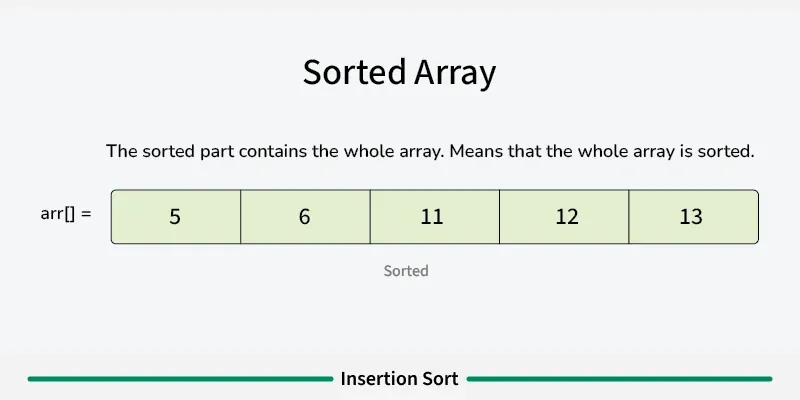 Sorted Array
The sorted part contains the whole array. Means that the whole array is sorted.
arr[] = 5 6 11 12 13
Sorted
Insertion Sort